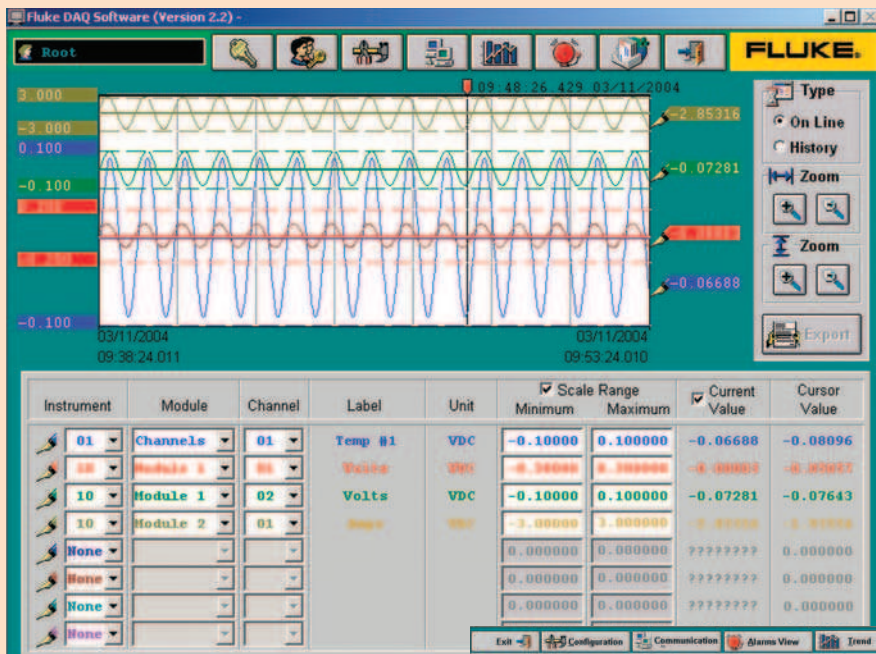 Fluke DAQ Software (Version 2.2) -
Root
FLUKE.
09:48:26.429 03/11/2004
3.000
-3.000
0.100
-0.100
-0.100
-2.85316
-0.07281
-0.06688
03/11/2004
09:38:24.011
03/11/2004
09:53:24.010
Type
On Line
History
Zoom
Zoom
Export
Instrument Module Channel Label Unit Scale Range Minimum Maximum Current Value Cursor Value
01 Channels 01 Temp #1 VDC -0.10000 0.100000 -0.06688 -0.08096
10 Module 1 02 Volts VDC -0.10000 0.100000 -0.07281 -0.07643
10 Module 2 01 -3.00000 3.000000
None 0.000000 0.000000 ???????? 0.000000
None 0.000000 0.000000 ???????? 0.000000
None 0.000000 0.000000 ???????? 0.000000
None
Exit Configuration Communication Alarms View Trend